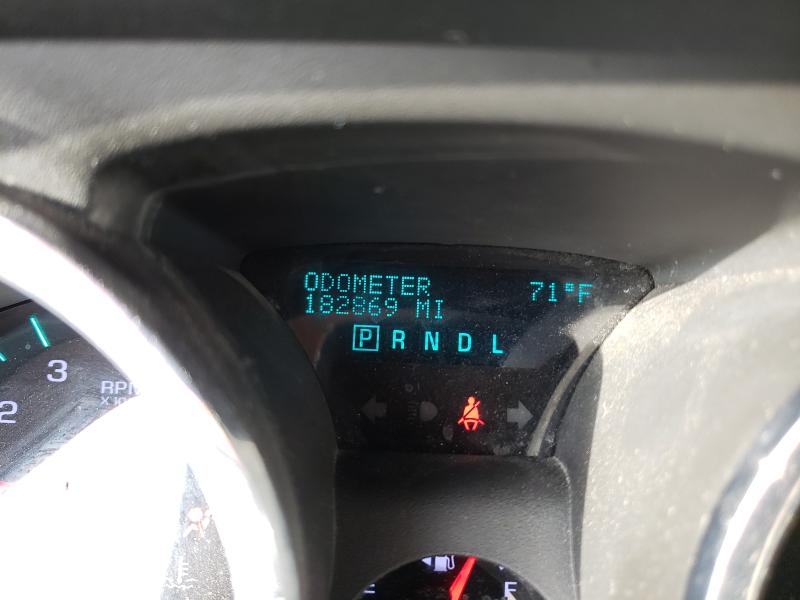 ODOMETER 71°F
182869 MI
P R N D L
3
RPM
2
F